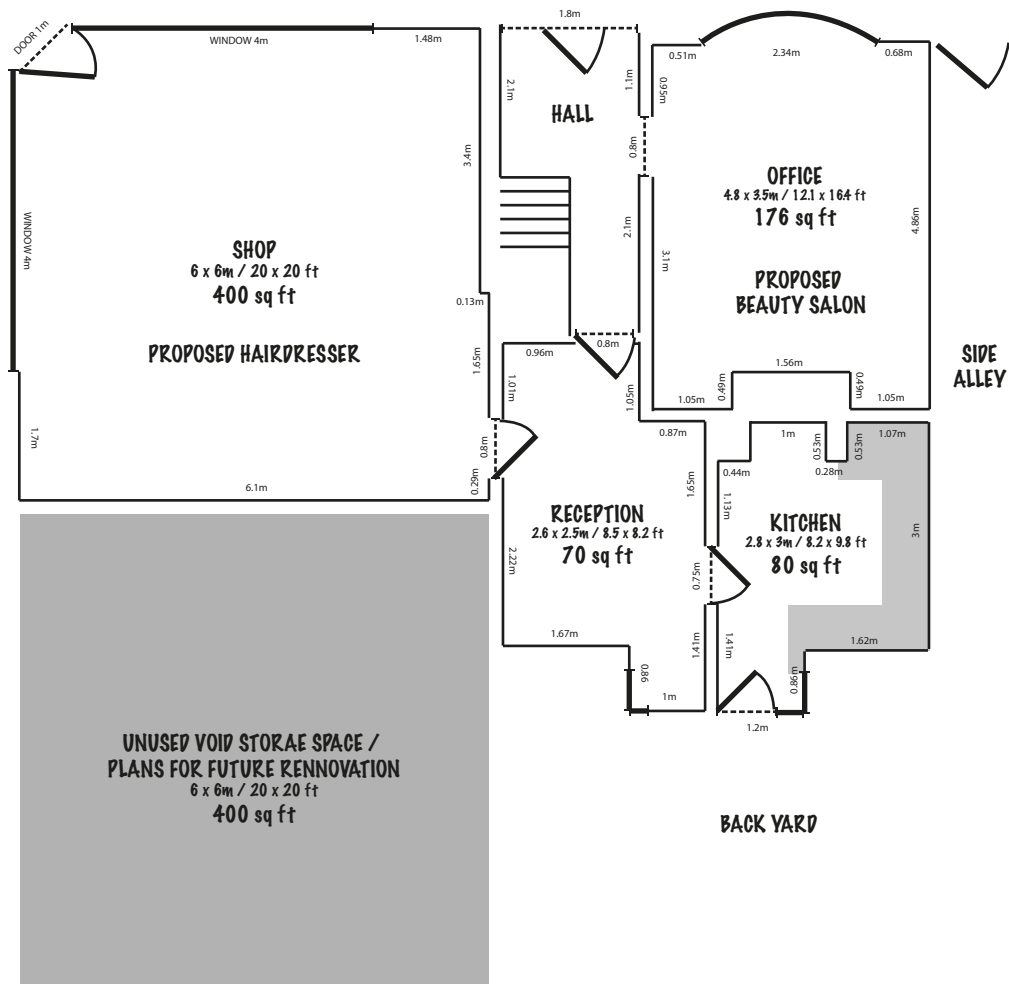 DOOR 1m
WINDOW 4m
1.48m
WINDOW 4m
3.4m
SHOP
6 x 6m / 20 x 20 ft
400 sq ft
PROPOSED HAIRDRESSER
0.13m
1.65m
1.7m
0.8m
0.29m
6.1m
1.8m
2.1m
1.1m
HALL
0.8m
2.1m
0.51m
2.34m
0.68m
0.95m
OFFICE
4.8 x 3.5m / 12.1 x 16.4 ft
176 sq ft
4.86m
3.1m
PROPOSED
BEAUTY SALON
1.56m
0.49m
0.49m
1.05m
1.05m
SIDE
ALLEY
0.96m
0.8m
1.01m
1.05m
0.87m
1.65m
RECEPTION
2.6 x 2.5m / 8.5 x 8.2 ft
70 sq ft
2.22m
0.75m
1.67m
1.41m
0.86
1m
1m
0.53m
0.53m
1.07m
0.44m
0.28m
1.13m
KITCHEN
2.8 x 3m / 8.2 x 9.8 ft
80 sq ft
3m
1.41m
1.62m
0.86m
1.2m
UNUSED VOID STORAE SPACE /
PLANS FOR FUTURE RENNOVATION
6 x 6m / 20 x 20 ft
400 sq ft
BACK YARD